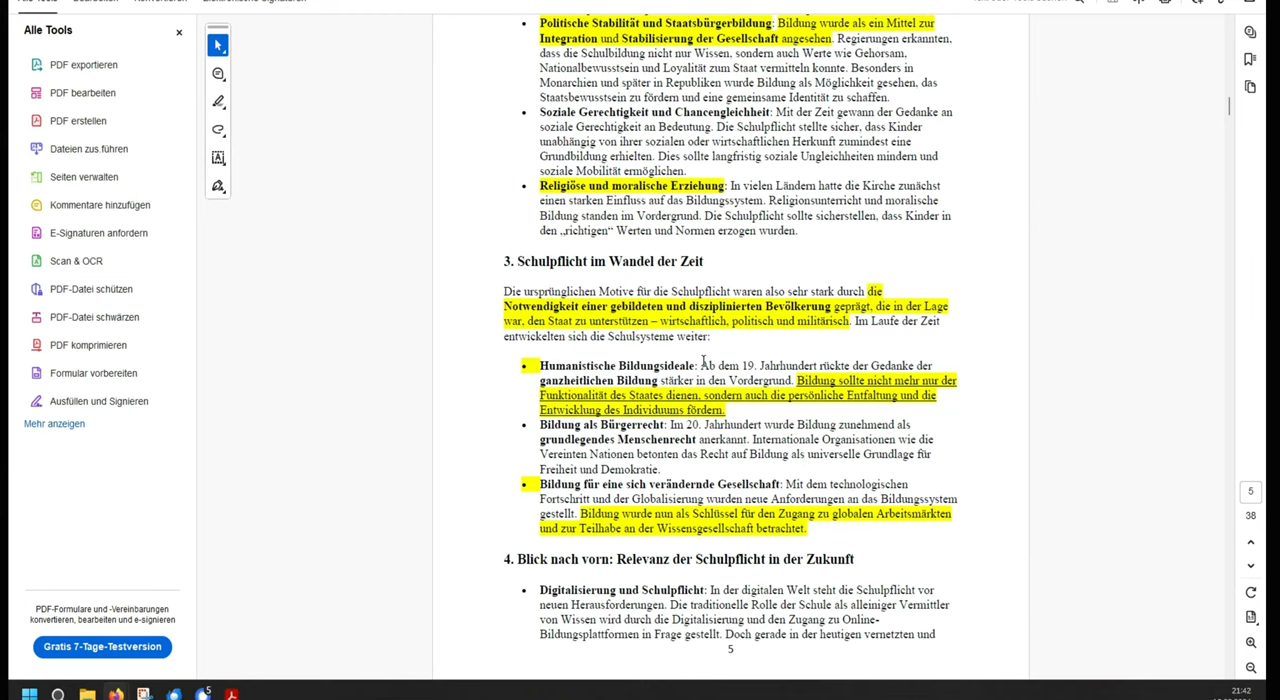 Alle Tools
PDF exportieren
PDF bearbeiten
PDF erstellen
Dateien zus.führen
Seiten verwalten
Kommentare hinzufügen
E-Signaturen anfordern
Scan & OCR
PDF-Datei schützen
PDF-Datei schwärzen
PDF komprimieren
Formular vorbereiten
Ausfüllen und Signieren
Mehr anzeigen
PDF-Formulare und -Vereinbarungen
konvertieren, bearbeiten und e-signieren
Gratis 7-Tage-Testversion
• Politische Stabilität und Staatsbürgerbildung: Bildung wurde als ein Mittel zur
Integration und Stabilisierung der Gesellschaft angesehen. Regierungen erkannten,
dass die Schulbildung nicht nur Wissen, sondern auch Werte wie Gehorsam,
Nationalbewusstsein und Loyalität zum Staat vermitteln konnte. Besonders in
Monarchien und später in Republiken wurde Bildung als Möglichkeit gesehen, das
Staatsbewusstsein zu fördern und eine gemeinsame Identität zu schaffen.
• Soziale Gerechtigkeit und Chancengleichheit: Mit der Zeit gewann der Gedanke an
soziale Gerechtigkeit an Bedeutung. Die Schulpflicht stellte sicher, dass Kinder
unabhängig von ihrer sozialen oder wirtschaftlichen Herkunft zumindest eine
Grundbildung erhielten. Dies sollte langfristig soziale Ungleichheiten mindern und
soziale Mobilität ermöglichen.
• Religiöse und moralische Erziehung: In vielen Ländern hatte die Kirche zunächst
einen starken Einfluss auf das Bildungssystem. Religionsunterricht und moralische
Bildung standen im Vordergrund. Die Schulpflicht sollte sicherstellen, dass Kinder in
den „richtigen“ Werten und Normen erzogen wurden.
3. Schulpflicht im Wandel der Zeit
Die ursprünglichen Motive für die Schulpflicht waren also sehr stark durch die
Notwendigkeit einer gebildeten und disziplinierten Bevölkerung geprägt, die in der Lage
war, den Staat zu unterstützen – wirtschaftlich, politisch und militärisch. Im Laufe der Zeit
entwickelten sich die Schulsysteme weiter:
• Humanistische Bildungsideale: Ab dem 19. Jahrhundert rückte der Gedanke der
ganzheitlichen Bildung stärker in den Vordergrund. Bildung sollte nicht mehr nur der
Funktionalität des Staates dienen, sondern auch die persönliche Entfaltung und die
Entwicklung des Individuums fördern.
• Bildung als Bürgerrecht: Im 20. Jahrhundert wurde Bildung zunehmend als
grundlegendes Menschenrecht anerkannt. Internationale Organisationen wie die
Vereinten Nationen betonten das Recht auf Bildung als universelle Grundlage für
Freiheit und Demokratie.
• Bildung für eine sich verändernde Gesellschaft: Mit dem technologischen
Fortschritt und der Globalisierung wurden neue Anforderungen an das Bildungssystem
gestellt. Bildung wurde nun als Schlüssel für den Zugang zu globalen Arbeitsmärkten
und zur Teilhabe an der Wissensgesellschaft betrachtet.
4. Blick nach vorn: Relevanz der Schulpflicht in der Zukunft
• Digitalisierung und Schulpflicht: In der digitalen Welt steht die Schulpflicht vor
neuen Herausforderungen. Die traditionelle Rolle der Schule als alleiniger Vermittler
von Wissen wird durch die Digitalisierung und den Zugang zu Online-
Bildungsplattformen in Frage gestellt. Doch gerade in der heutigen vernetzten und
5
5
38
5
21:42